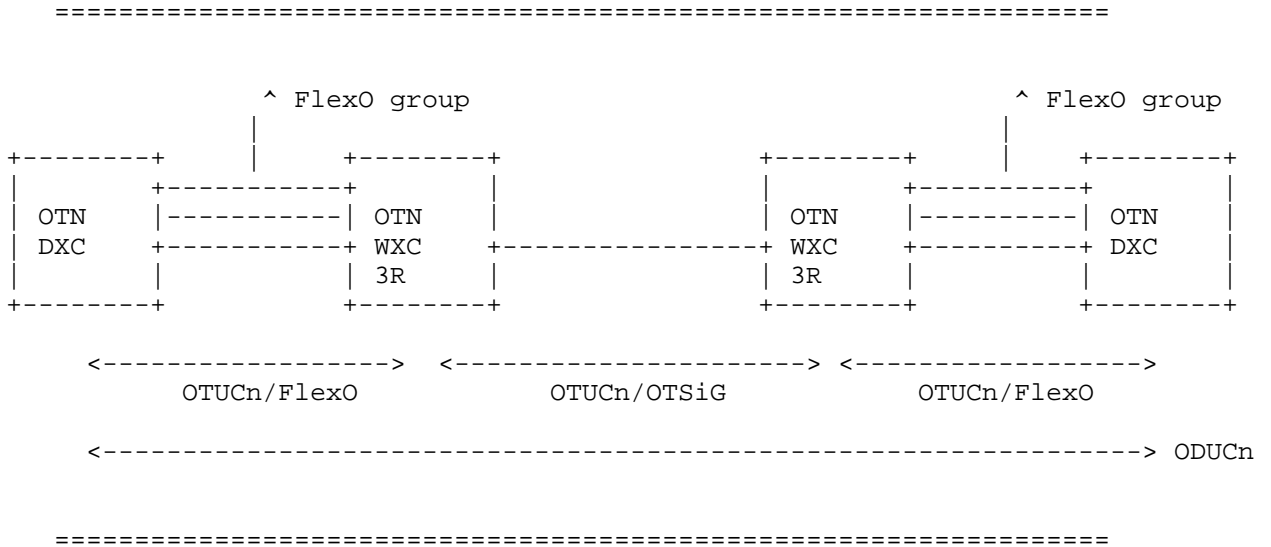 ^ FlexO group ^ FlexO group
OTN OTN OTN OTN
DXC WXC WXC DXC
3R 3R
OTUCn/FlexO OTUCn/OTSiG OTUCn/FlexO
ODUCn